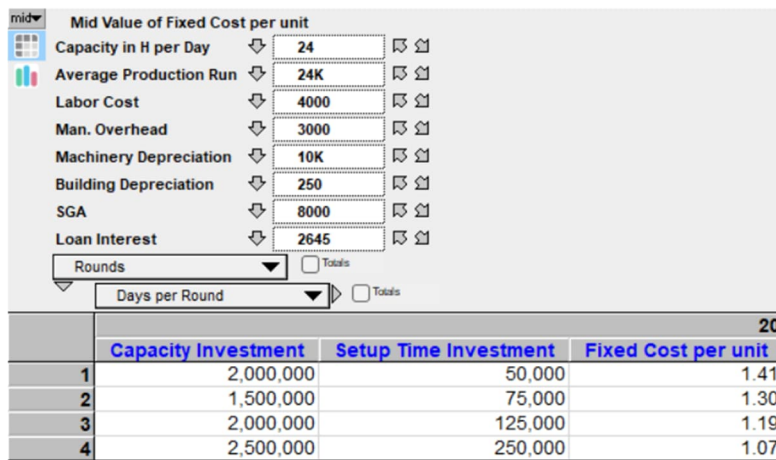 mid Mid Value of Fixed Cost per unit
Capacity in H per Day 24
Average Production Run 24K
Labor Cost 4000
Man. Overhead 3000
Machinery Depreciation 10K
Building Depreciation 250
SGA 8000
Loan Interest 2645
Rounds Totals
Days per Round Totals
20
Capacity Investment Setup Time Investment Fixed Cost per unit
1 2,000,000 50,000 1.41
2 1,500,000 75,000 1.30
3 2,000,000 125,000 1.19
4 2,500,000 250,000 1.07